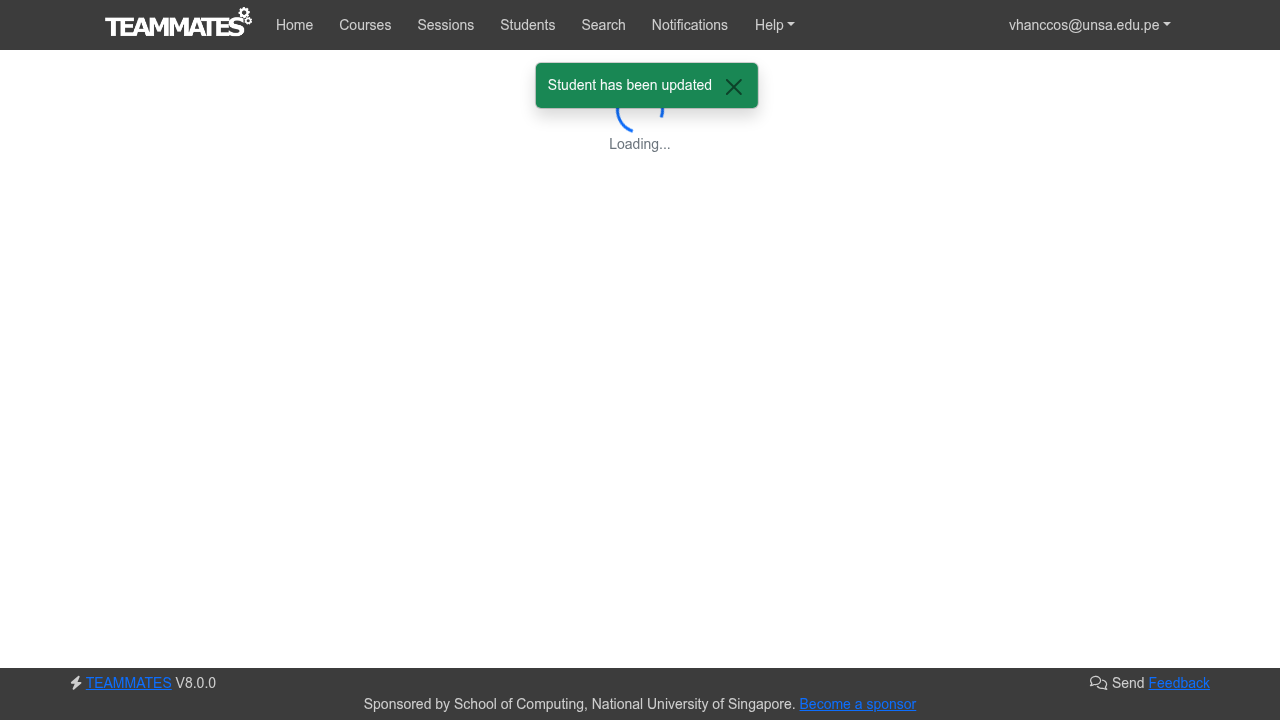 TEAMMATES Home Courses Sessions Students Search Notifications Help vhanccos@unsa.edu.pe
Student has been updated
Loading...
TEAMMATES V8.0.0 Send Feedback
Sponsored by School of Computing, National University of Singapore. Become a sponsor